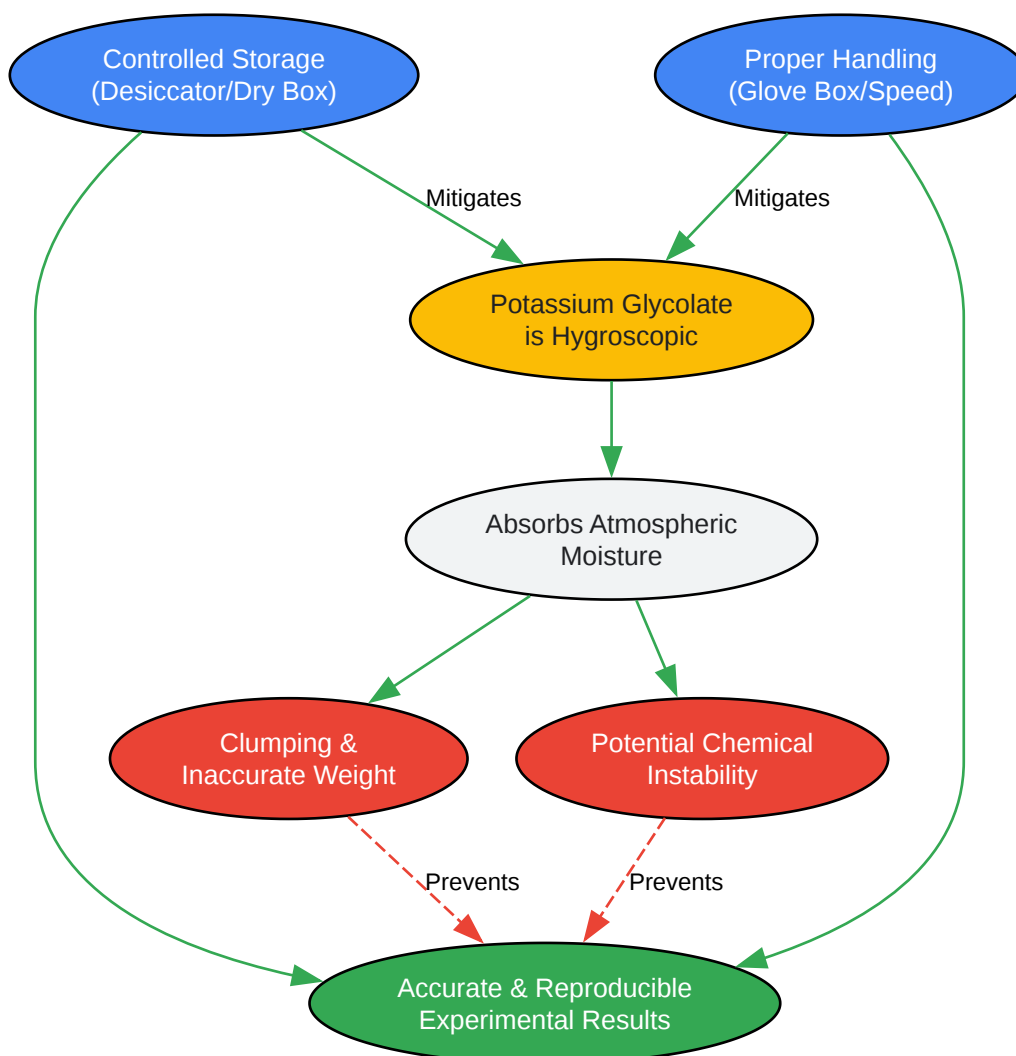 Controlled Storage
(Desiccator/Dry Box)
Proper Handling
(Glove Box/Speed)
Mitigates
Mitigates
Potassium Glycolate
is Hygroscopic
Absorbs Atmospheric
Moisture
Clumping &
Inaccurate Weight
Potential Chemical
Instability
Prevents
Prevents
Accurate & Reproducible
Experimental Results